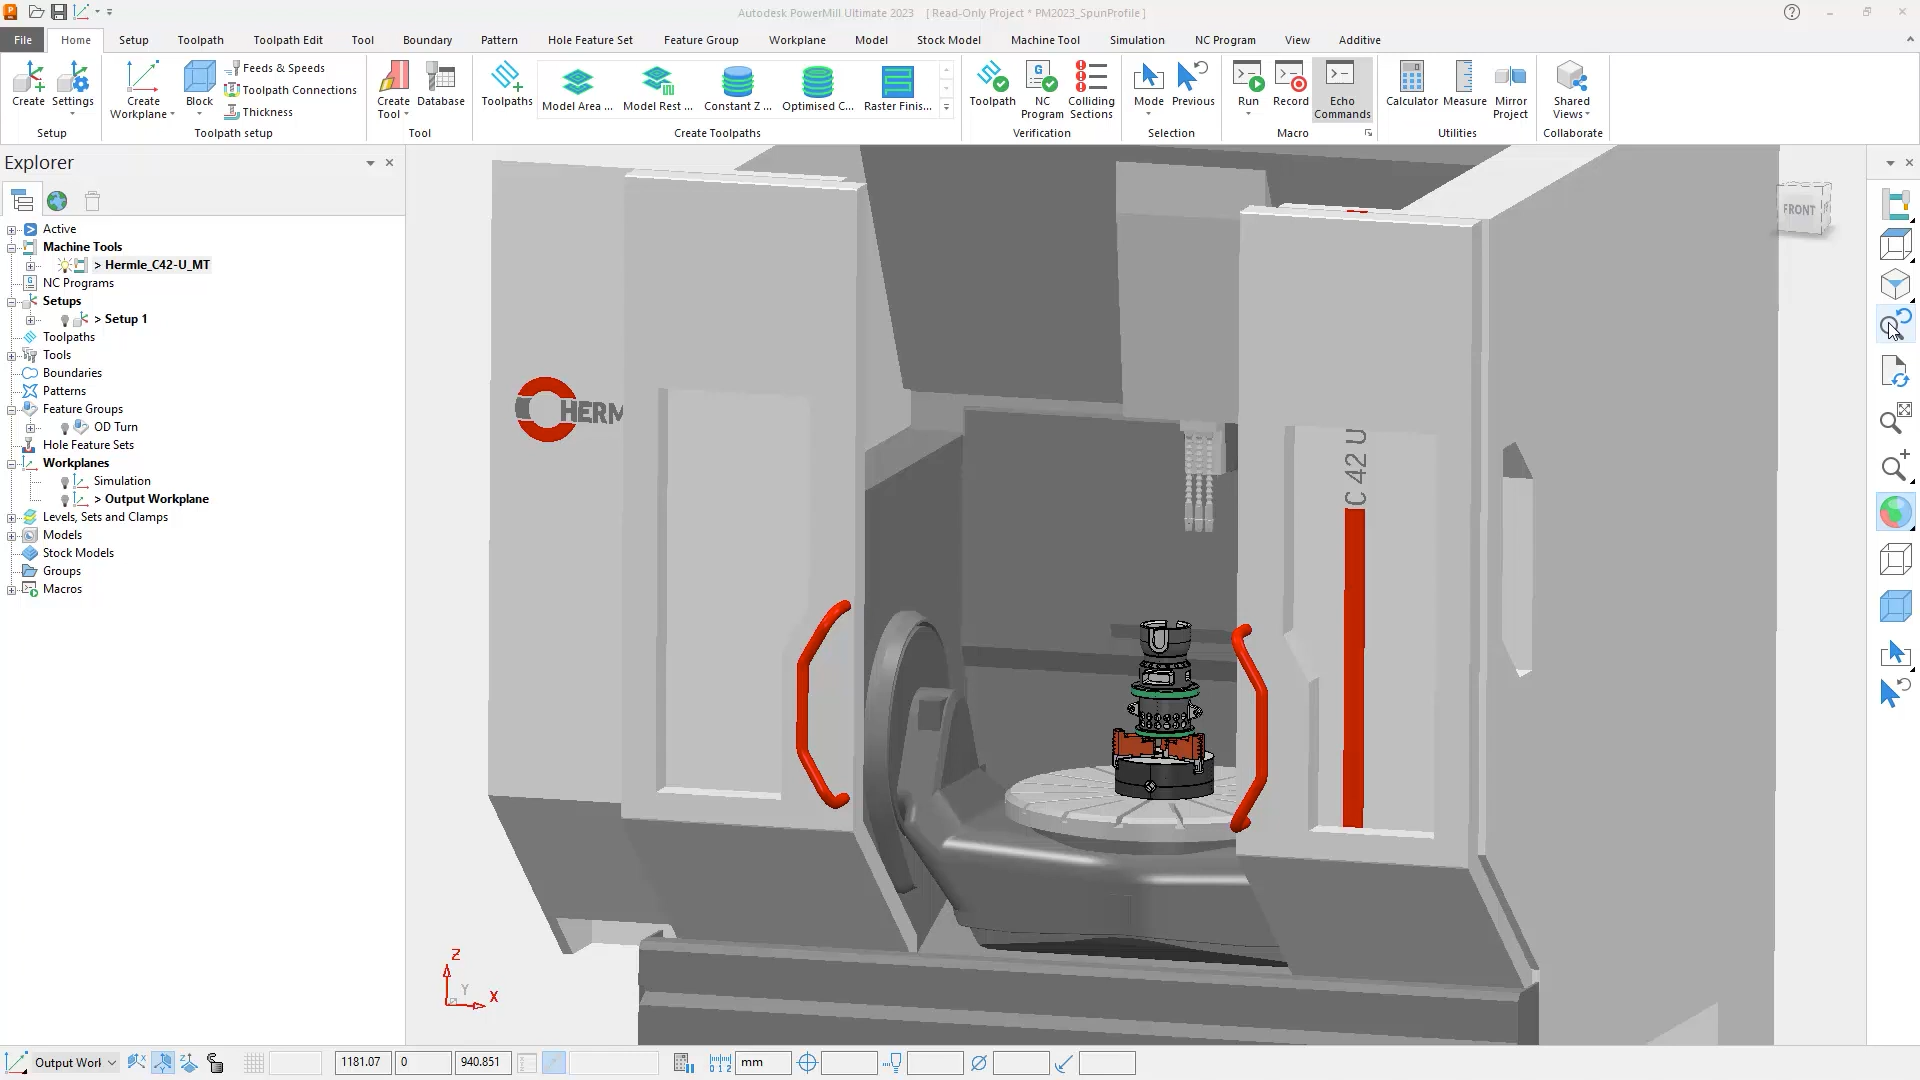 Autodesk PowerMill Ultimate 2023 [ Read-Only Project * PM2023_SpunProfile ]
File Home Setup Toolpath Toolpath Edit Tool Boundary Pattern Hole Feature Set Feature Group Workplane Model Stock Model Machine Tool Simulation NC Program View Additive
Create
Settings
Setup
Create
Workplane
Block
Feeds & Speeds
Toolpath Connections
Thickness
Toolpath setup
Create
Tool
Database
Tool
Toolpaths
Model Area ...
Model Rest ...
Constant Z ...
Optimised C...
Raster Finis...
Create Toolpaths
Toolpath
NC
Program
Colliding
Sections
Verification
Mode
Previous
Selection
Run
Record
Echo
Commands
Macro
Calculator
Measure
Mirror
Project
Utilities
Shared
Views
Collaborate
Explorer
Active
Machine Tools
> Hermle_C42-U_MT
NC Programs
Setups
> Setup 1
Toolpaths
Tools
Boundaries
Patterns
Feature Groups
OD Turn
Hole Feature Sets
Workplanes
Simulation
> Output Workplane
Levels, Sets and Clamps
Models
Stock Models
Groups
Macros
HERM
C 42 U
FRONT
Z
Y
X
Output Work
1181.07
0
940.851
mm